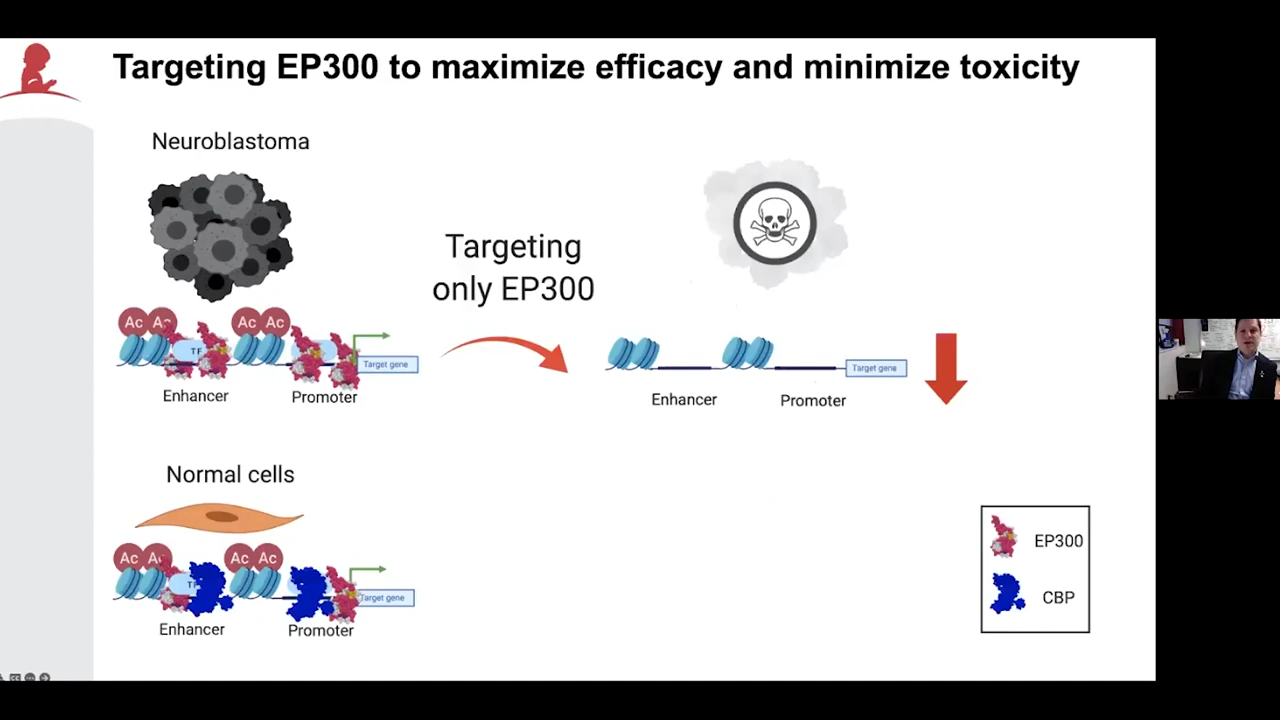 Targeting EP300 to maximize efficacy and minimize toxicity
Neuroblastoma
Targeting
only EP300
Ac Ac Ac Ac
TF
Target gene
Enhancer Promoter
Target gene
Enhancer Promoter
Normal cells
Ac Ac Ac Ac
TF
Target gene
Enhancer Promoter
EP300
CBP